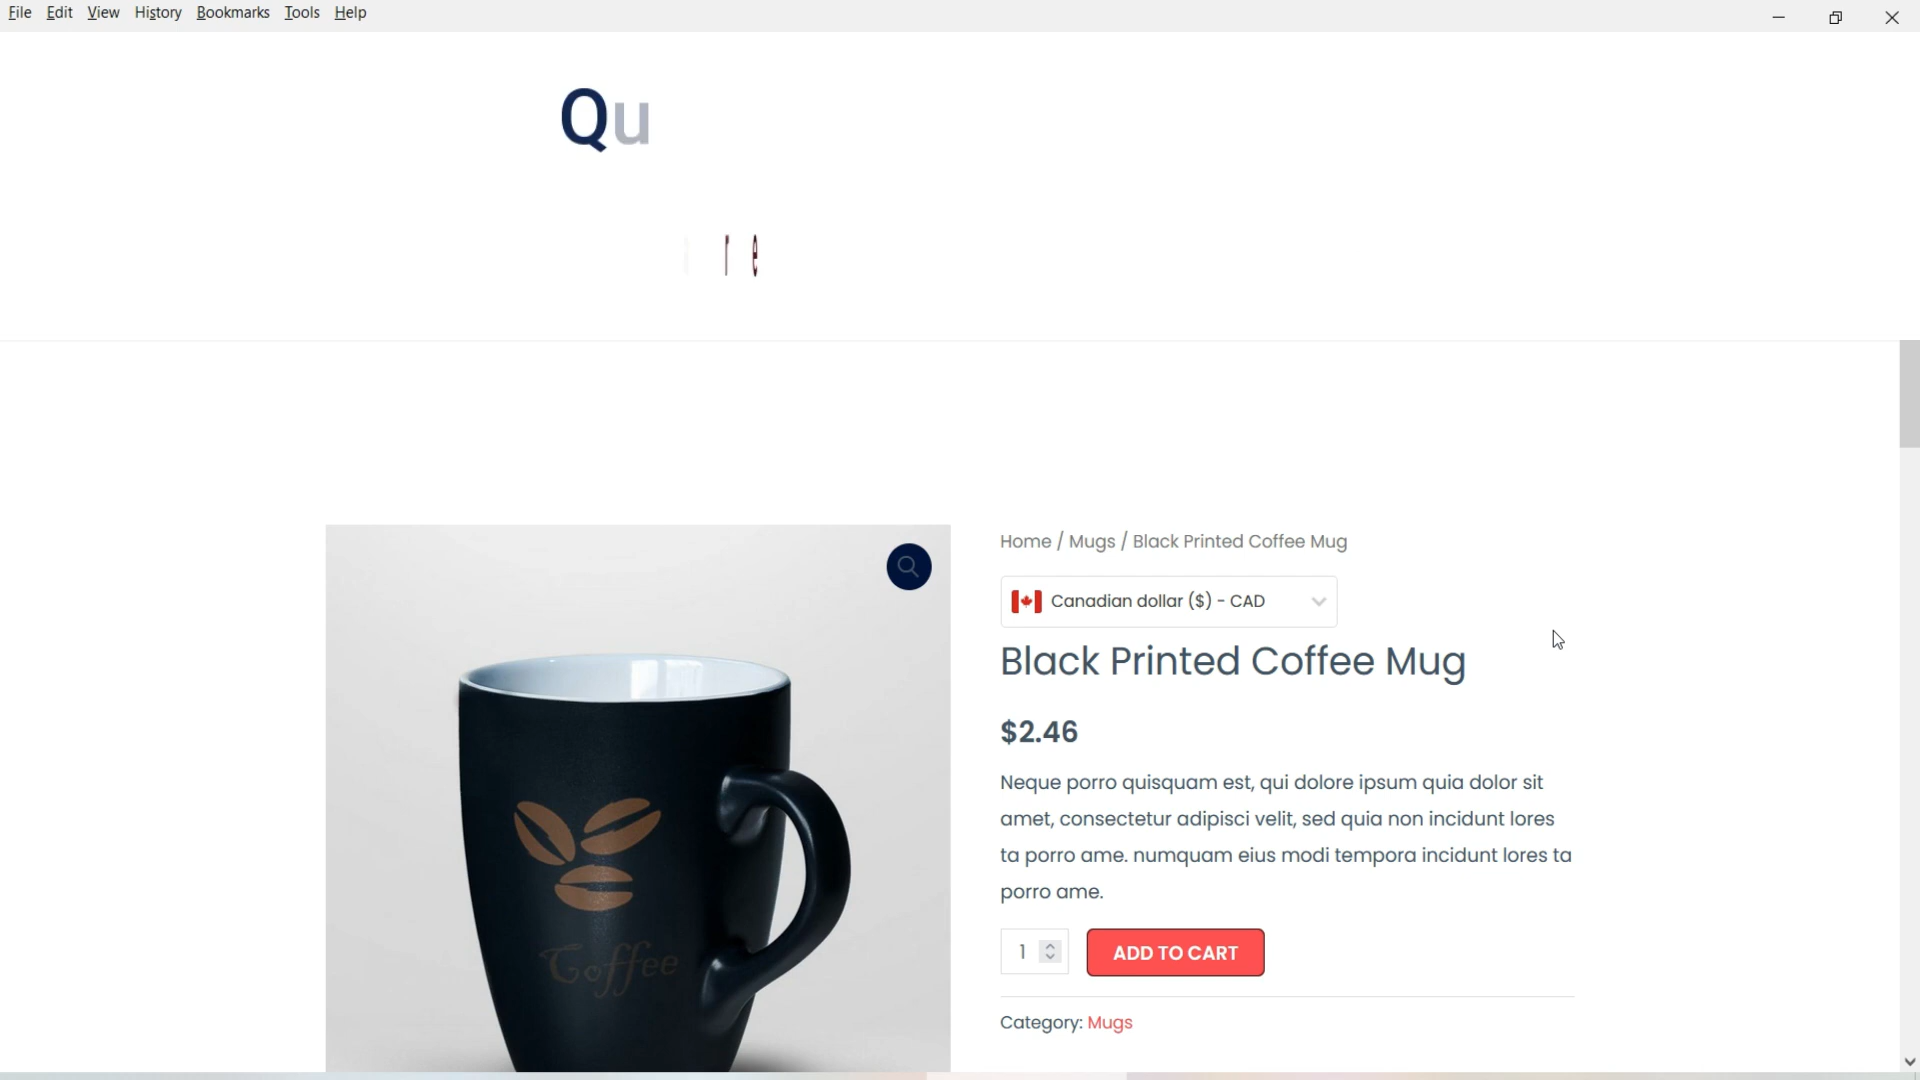 File Edit View History Bookmarks Tools Help
Qu
r e
Home / Mugs / Black Printed Coffee Mug
Canadian dollar ($) - CAD
Black Printed Coffee Mug
$2.46
Neque porro quisquam est, qui dolore ipsum quia dolor sit
amet, consectetur adipisci velit, sed quia non incidunt lores
ta porro ame. numquam eius modi tempora incidunt lores ta
porro ame.
1 ADD TO CART
Category: Mugs
Coffee